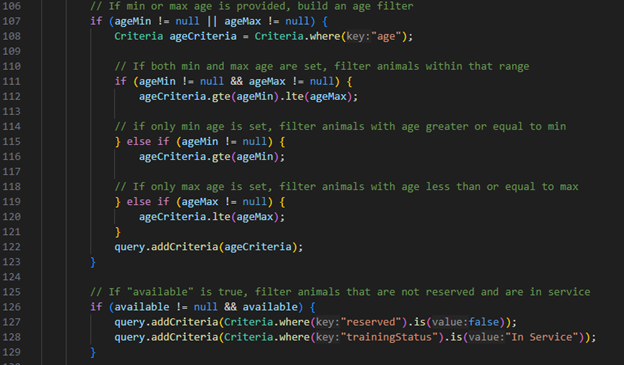 106 // If min or max age is provided, build an age filter
107 if (ageMin != null || ageMax != null) {
108 Criteria ageCriteria = Criteria.where(key:"age");
109
110 // If both min and max age are set, filter animals within that range
111 if (ageMin != null && ageMax != null) {
112 ageCriteria.gte(ageMin).lte(ageMax);
113
114 // if only min age is set, filter animals with age greater or equal to min
115 } else if (ageMin != null) {
116 ageCriteria.gte(ageMin);
117
118 // If only max age is set, filter animals with age less than or equal to max
119 } else if (ageMax != null) {
120 ageCriteria.lte(ageMax);
121 }
122 query.addCriteria(ageCriteria);
123 }
124
125 // If "available" is true, filter animals that are not reserved and are in service
126 if (available != null && available) {
127 query.addCriteria(Criteria.where(key:"reserved").is(value:false));
128 query.addCriteria(Criteria.where(key:"trainingStatus").is(value:"In Service"));
129 }